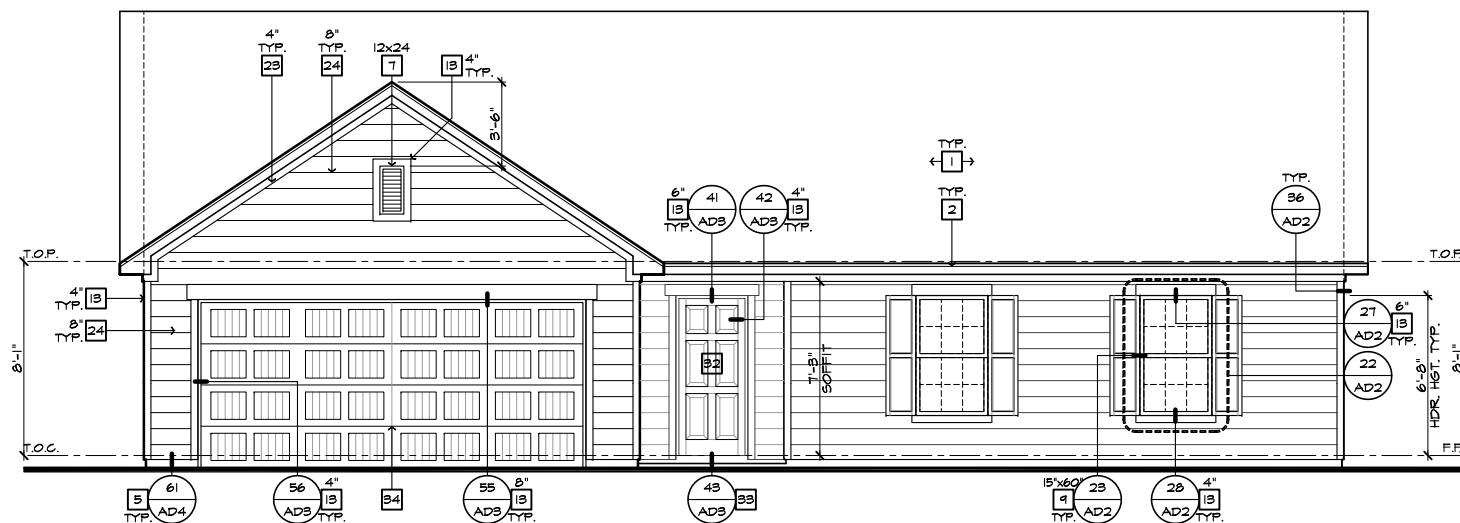 4"
TYP.
23
8"
TYP.
24
12x24
7
13
4"
TYP.
3'-6"
TYP.
1
TYP.
2
6"
13
TYP.
41
AD3
42
AD3
4"
13
TYP.
TYP.
36
AD2
T.O.P.
T.O.P.
4"
TYP.
13
8"
TYP.
24
8'-1"
32
7'-3"
SOFFIT
27
AD2
6"
13
TYP.
22
AD2
6'-8"
HDR. HGT. TYP.
8'-1"
T.O.C.
F.F.
5
TYP.
61
AD4
56
AD3
4"
13
TYP.
34
55
AD3
8"
13
TYP.
43
AD3
33
15"x60"
9
TYP.
23
AD2
28
AD2
4"
13
TYP.